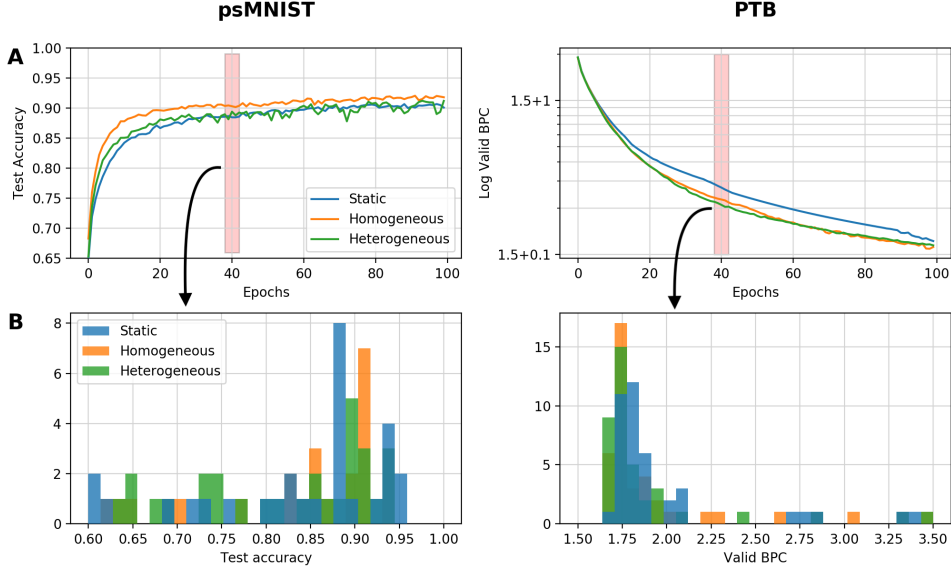 psMNIST
PTB
A
1.00
0.95
0.90
0.85
0.80
0.75
0.70
0.65
Test Accuracy
Static
Homogeneous
Heterogeneous
0 20 40 60 80 100
Epochs
1.5+1
1.5+0.1
Log Valid BPC
0 20 40 60 80 100
Epochs
B
8
6
4
2
0
Static
Homogeneous
Heterogeneous
0.60 0.65 0.70 0.75 0.80 0.85 0.90 0.95 1.00
Test accuracy
15
10
5
0
1.50 1.75 2.00 2.25 2.50 2.75 3.00 3.25 3.50
Valid BPC